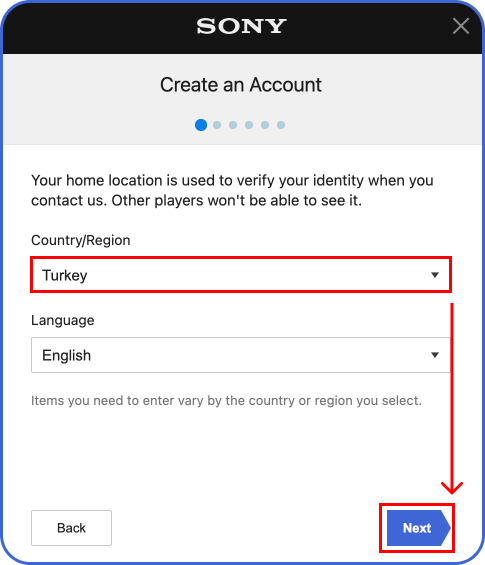 SONY
Create an Account
Your home location is used to verify your identity when you
contact us. Other players won't be able to see it.
Country/Region
Turkey
Language
English
Items you need to enter vary by the country or region you select.
Back
Next